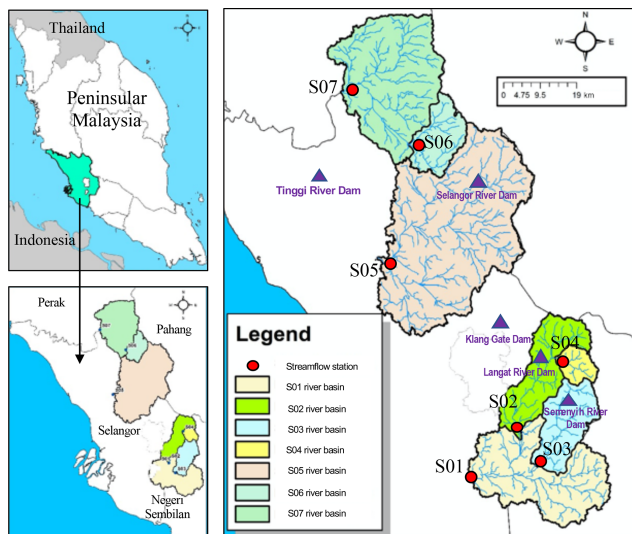 Thailand
Peninsular
Malaysia
Indonesia
N
W E
S
0 4.75 9.5 19 km
S07
S06
Tinggi River Dam
Selangor River Dam
S05
Perak
Pahang
Selangor
Negeri
Sembilan
Klang Gate Dam
S04
Langat River Dam
Semenyih River
Dam
S02
S03
S01
Legend
Streamflow station
S01 river basin
S02 river basin
S03 river basin
S04 river basin
S05 river basin
S06 river basin
S07 river basin